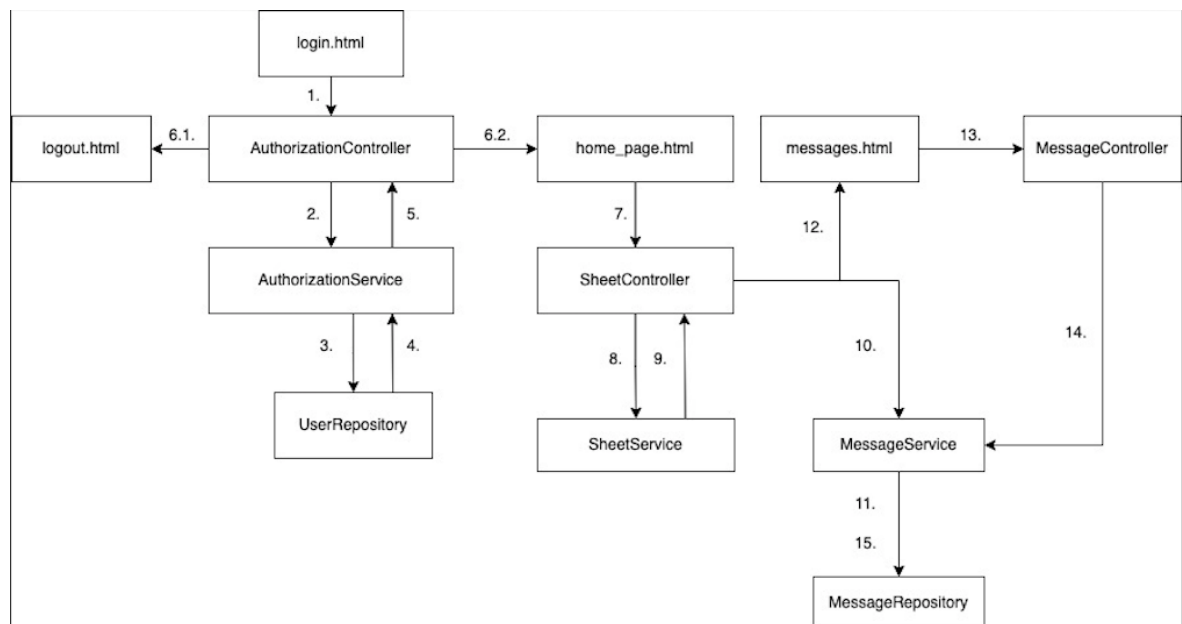 login.html
1.
logout.html
6.1.
AuthorizationController
6.2.
home_page.html
messages.html
13.
MessageController
2.
5.
7.
12.
AuthorizationService
SheetController
3.
4.
8.
9.
10.
14.
UserRepository
SheetService
MessageService
11.
15.
MessageRepository